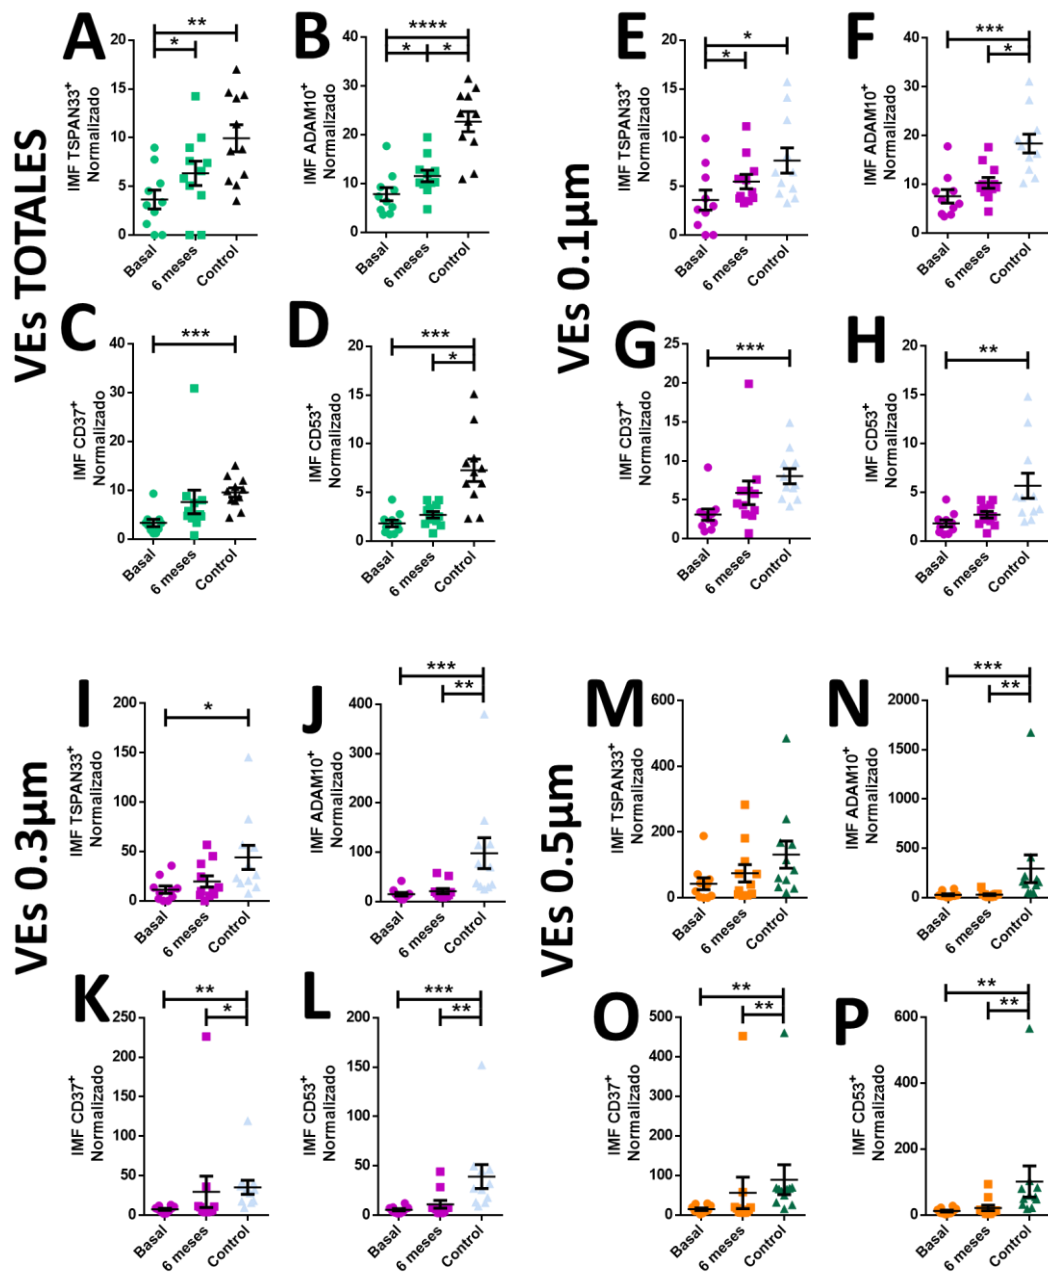 VEs TOTALES
A
**
*
20
15
10
5
0
IMF TSPAN33+
Normalizado
Basal
6 meses
Control
B
****
*
*
40
30
20
10
0
IMF ADAM10+
Normalizado
Basal
6 meses
Control
C
***
40
30
20
10
0
IMF CD37+
Normalizado
Basal
6 meses
Control
D
***
*
20
15
10
5
0
IMF CD53+
Normalizado
Basal
6 meses
Control
VEs 0.1µm
E
*
*
20
15
10
5
0
IMF TSPAN33+
Normalizado
Basal
6 meses
Control
F
***
*
40
30
20
10
0
IMF ADAM10+
Normalizado
Basal
6 meses
Control
G
***
25
20
15
10
5
0
IMF CD37+
Normalizado
Basal
6 meses
Control
H
**
20
15
10
5
0
IMF CD53+
Normalizado
Basal
6 meses
Control
VEs 0.3µm
I
*
200
150
100
50
0
IMF TSPAN33+
Normalizado
Basal
6 meses
Control
J
***
**
400
300
200
100
0
IMF ADAM10+
Normalizado
Basal
6 meses
Control
K
**
*
250
200
150
100
50
0
IMF CD37+
Normalizado
Basal
6 meses
Control
L
***
**
200
150
100
50
0
IMF CD53+
Normalizado
Basal
6 meses
Control
VEs 0.5µm
M
600
400
200
0
IMF TSPAN33+
Normalizado
Basal
6 meses
Control
N
***
**
2000
1500
1000
500
0
IMF ADAM10+
Normalizado
Basal
6 meses
Control
O
**
**
500
400
300
200
100
0
IMF CD37+
Normalizado
Basal
6 meses
Control
P
**
**
600
400
200
0
IMF CD53+
Normalizado
Basal
6 meses
Control